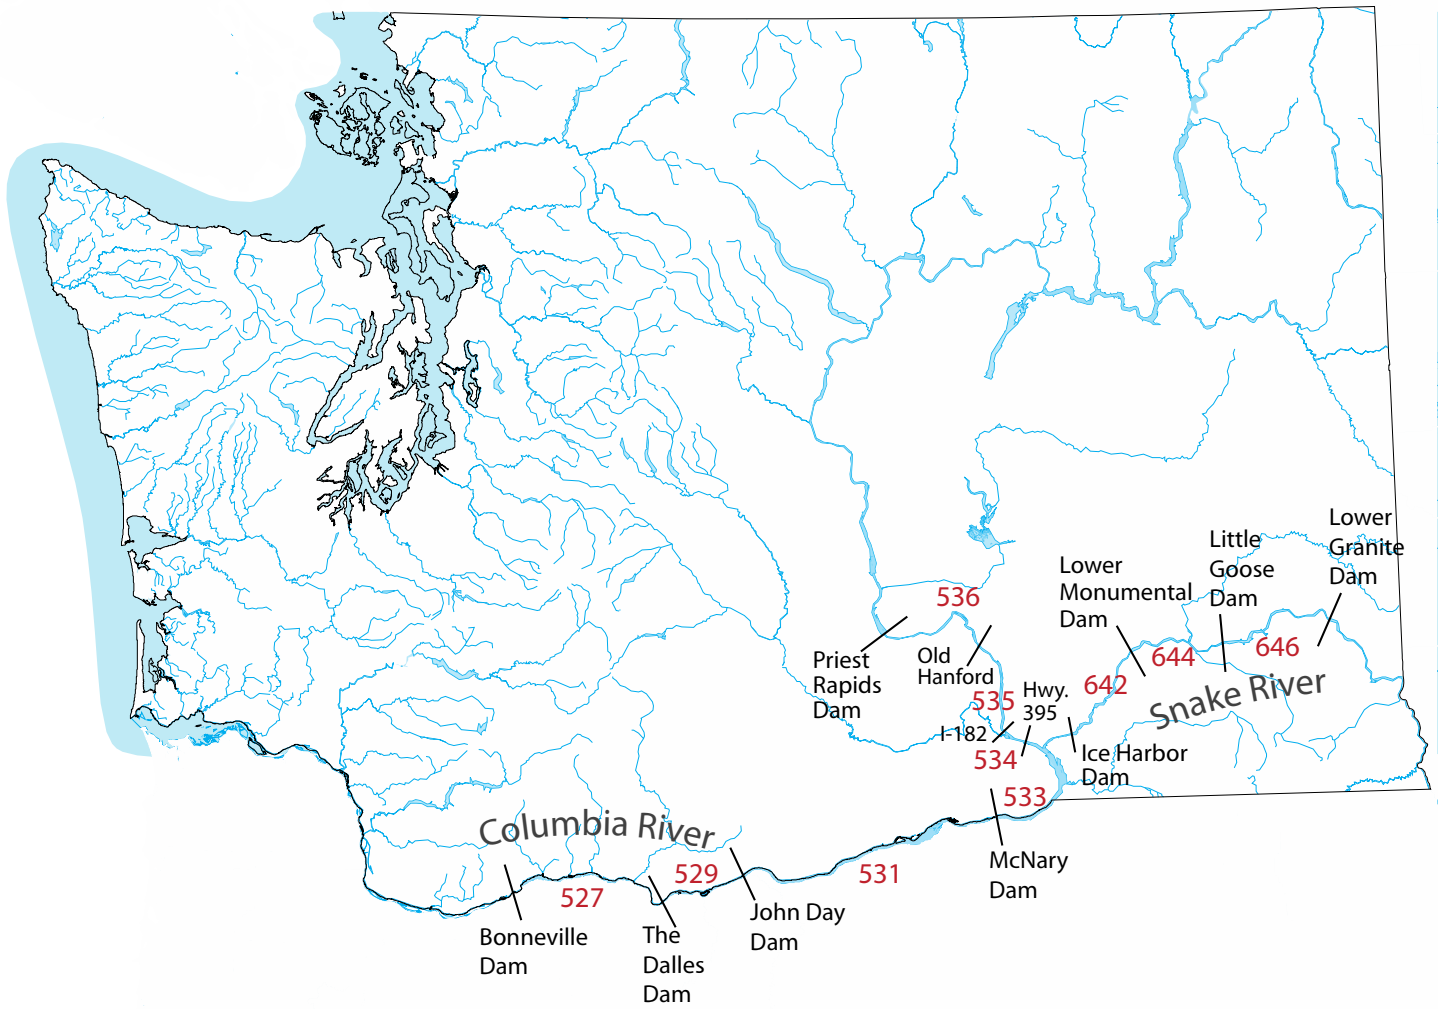 Lower
Granite
Dam
Little
Goose
Dam
Lower
Monumental
Dam
536
Priest
Rapids
Dam
Old
Hanford
535
Hwy.
395
I-182
534
533
642
644
646
Snake River
Ice Harbor
Dam
McNary
Dam
Columbia River
531
529
527
John Day
Dam
The
Dalles
Dam
Bonneville
Dam